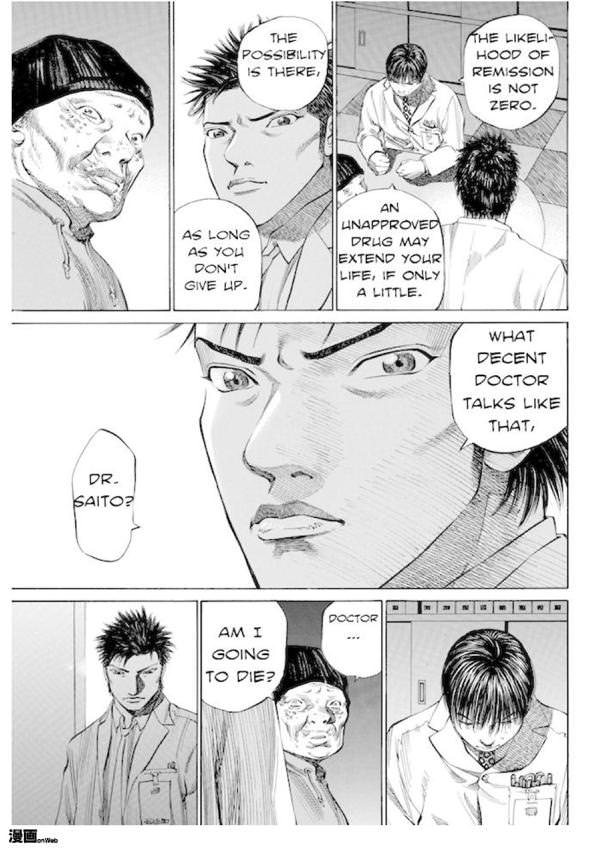 THE LIKELI-
HOOD OF
REMISSION
IS NOT
ZERO.
AN
UNAPPROVED
DRUG MAY
EXTEND YOUR
LIFE, IF ONLY
A LITTLE.
THE
POSSIBILITY
IS THERE,
AS LONG
AS YOU
DON'T
GIVE UP.
WHAT
DECENT
DOCTOR
TALKS LIKE
THAT,
DR.
SAITO?
DOCTOR
...
AM I
GOING
TO DIE?
漫画onWeb